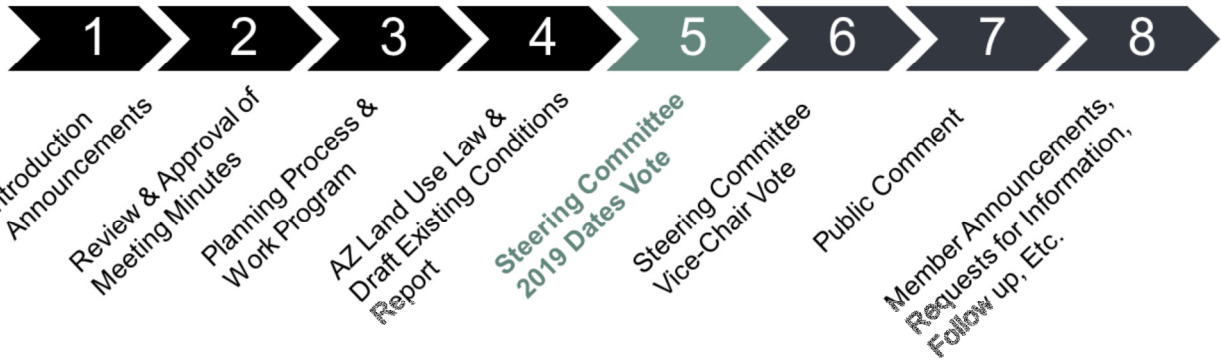 1 2 3 4 5 6 7 8
Introduction
Announcements
Review & Approval of
Meeting Minutes
Planning Process &
Work Program
AZ Land Use Law &
Draft Existing Conditions
Report
Steering Committee
2019 Dates Vote
Steering Committee
Vice-Chair Vote
Public Comment
Member Announcements,
Requests for Information,
Follow up, Etc.